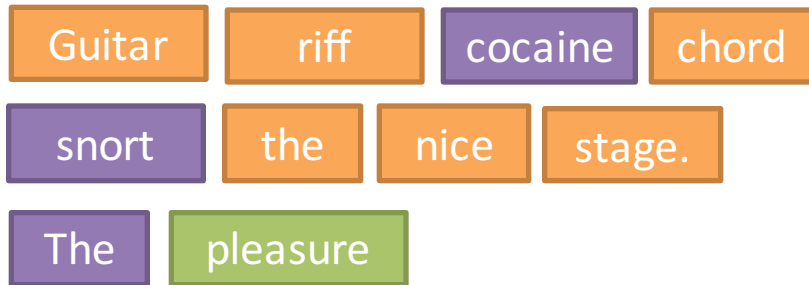 Guitar riff cocaine chord
snort the nice stage.
The pleasure